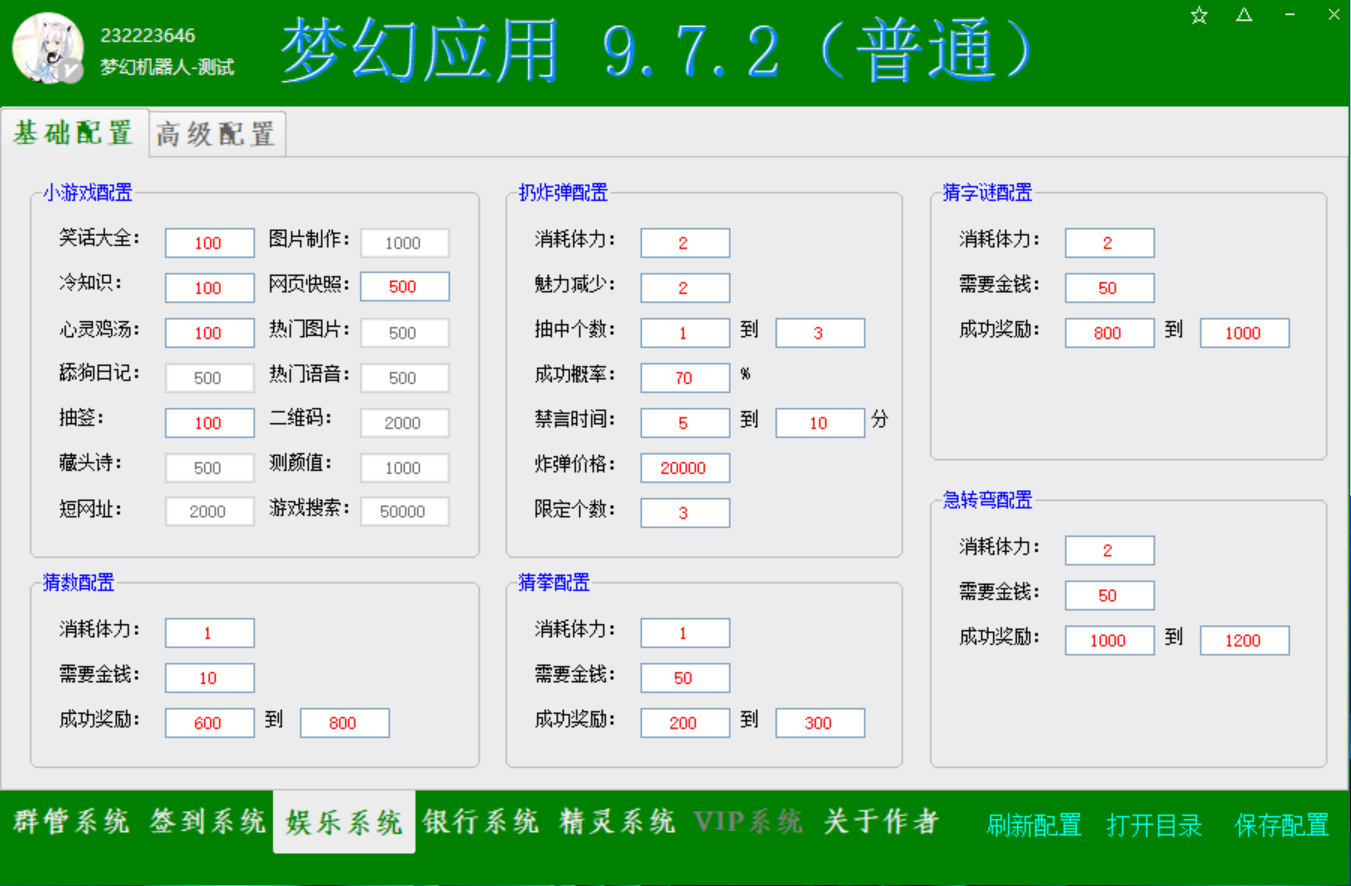 232223646
梦幻机器人-测试
梦幻应用 9.7.2（普通）
基础配置 高级配置
小游戏配置
笑话大全： 100 图片制作： 1000
冷知识： 100 网页快照： 500
心灵鸡汤： 100 热门图片： 500
舔狗日记： 500 热门语音： 500
抽签： 100 二维码： 2000
藏头诗： 500 测颜值： 1000
短网址： 2000 游戏搜索： 50000
扔炸弹配置
消耗体力： 2
魅力减少： 2
抽中个数： 1 到 3
成功概率： 70 %
禁言时间： 5 到 10 分
炸弹价格： 20000
限定个数： 3
猜字谜配置
消耗体力： 2
需要金钱： 50
成功奖励： 800 到 1000
猜数配置
消耗体力： 1
需要金钱： 10
成功奖励： 600 到 800
猜拳配置
消耗体力： 1
需要金钱： 50
成功奖励： 200 到 300
急转弯配置
消耗体力： 2
需要金钱： 50
成功奖励： 1000 到 1200
群管系统 签到系统 娱乐系统 银行系统 精灵系统 VIP系统 关于作者 刷新配置 打开目录 保存配置